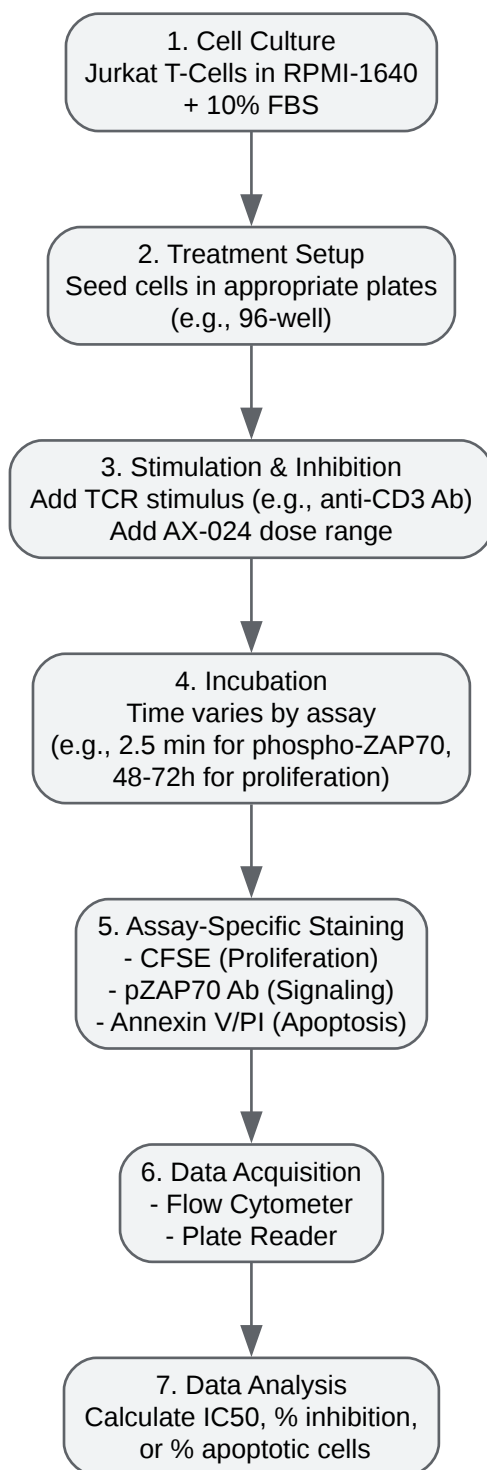 1. Cell Culture
Jurkat T-Cells in RPMI-1640
+ 10% FBS
2. Treatment Setup
Seed cells in appropriate plates
(e.g., 96-well)
3. Stimulation & Inhibition
Add TCR stimulus (e.g., anti-CD3 Ab)
Add AX-024 dose range
4. Incubation
Time varies by assay
(e.g., 2.5 min for phospho-ZAP70,
48-72h for proliferation)
5. Assay-Specific Staining
- CFSE (Proliferation)
- pZAP70 Ab (Signaling)
- Annexin V/PI (Apoptosis)
6. Data Acquisition
- Flow Cytometer
- Plate Reader
7. Data Analysis
Calculate IC50, % inhibition,
or % apoptotic cells